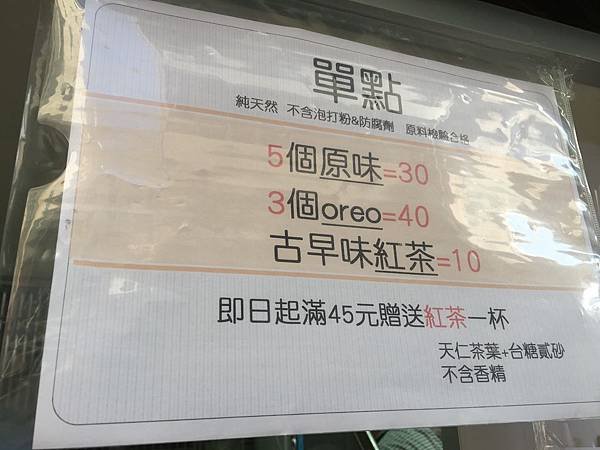 單點
純天然 不含泡打粉&防腐劑 原料檢驗合格
5個原味=30
3個oreo=40
古早味紅茶=10
即日起滿45元贈送紅茶一杯
天仁茶葉+台糖貳砂
不含香精